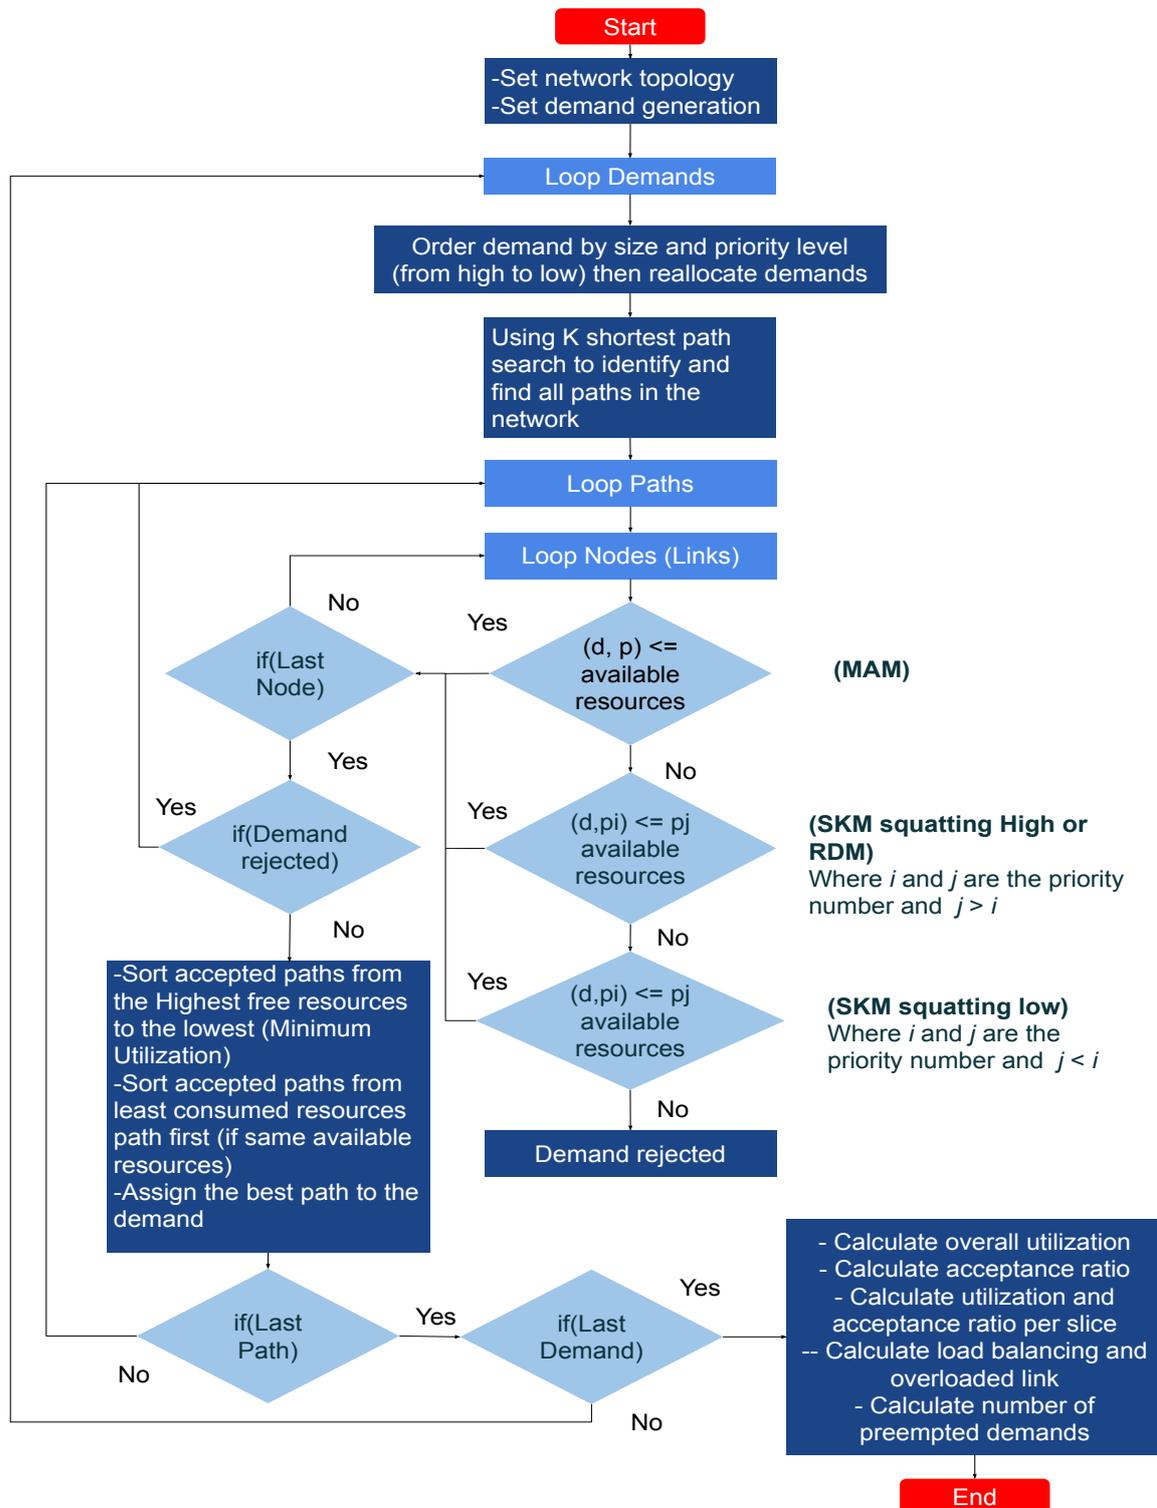 Start
-Set network topology
-Set demand generation
Loop Demands
Order demand by size and priority level
(from high to low) then reallocate demands
Using K shortest path
search to identify and
find all paths in the
network
Loop Paths
Loop Nodes (Links)
No
Yes
if(Last
Node)
(d, p) <=
available
resources
(MAM)
Yes
No
Yes
Yes
if(Demand
rejected)
(d,pi) <= pj
available
resources
(SKM squatting High or
RDM)
Where i and j are the priority
number and j > i
No
No
-Sort accepted paths from
the Highest free resources
to the lowest (Minimum
Utilization)
-Sort accepted paths from
least consumed resources
path first (if same available
resources)
-Assign the best path to the
demand
Yes
(d,pi) <= pj
available
resources
(SKM squatting low)
Where i and j are the
priority number and j < i
No
Demand rejected
if(Last
Path)
No
Yes
if(Last
Demand)
Yes
No
- Calculate overall utilization
- Calculate acceptance ratio
- Calculate utilization and
acceptance ratio per slice
-- Calculate load balancing and
overloaded link
- Calculate number of
preempted demands
End